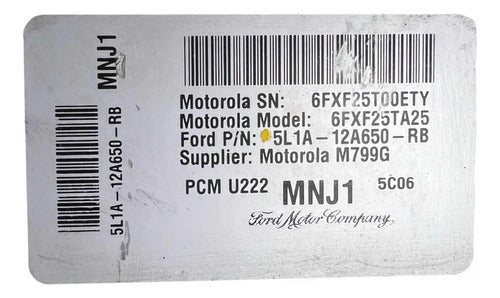 MNJ1
5L1A-12A650-RB
Motorola SN: 6FXF25T00ETY
Motorola Model: 6FXF25TA25
Ford P/N: 5L1A-12A650-RB
Supplier: Motorola M799G
PCM U222 MNJ1 5C06
Ford Motor Company,